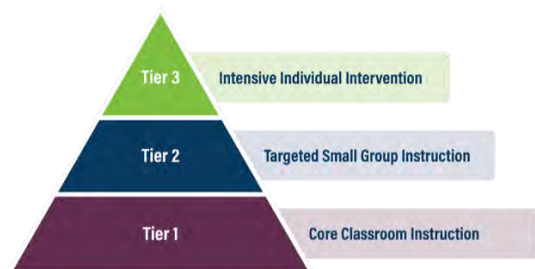 Tier 3 Intensive Individual Intervention
Tier 2 Targeted Small Group Instruction
Tier 1 Core Classroom Instruction